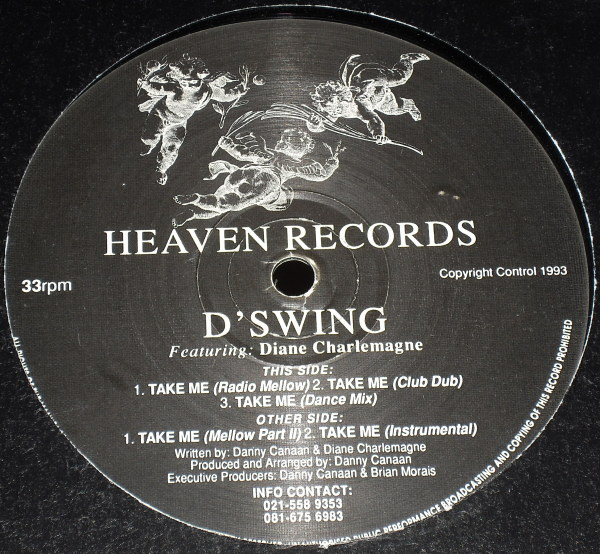 HEAVEN RECORDS
33rpm
Copyright Control 1993
D'SWING
Featuring: Diane Charlemagne
THIS SIDE:
1. TAKE ME (Radio Mellow) 2. TAKE ME (Club Dub)
3. TAKE ME (Dance Mix)
OTHER SIDE:
1. TAKE ME (Mellow Part II) 2. TAKE ME (Instrumental)
Written by: Danny Canaan & Diane Charlemagne
Produced and Arranged by: Danny Canaan
Executive Producers: Danny Canaan & Brian Morais
INFO CONTACT:
021-558 9353
081-675 6983
PUBLIC PERFORMANCE BROADCASTING AND COPYING OF THIS RECORD PROHIBITED